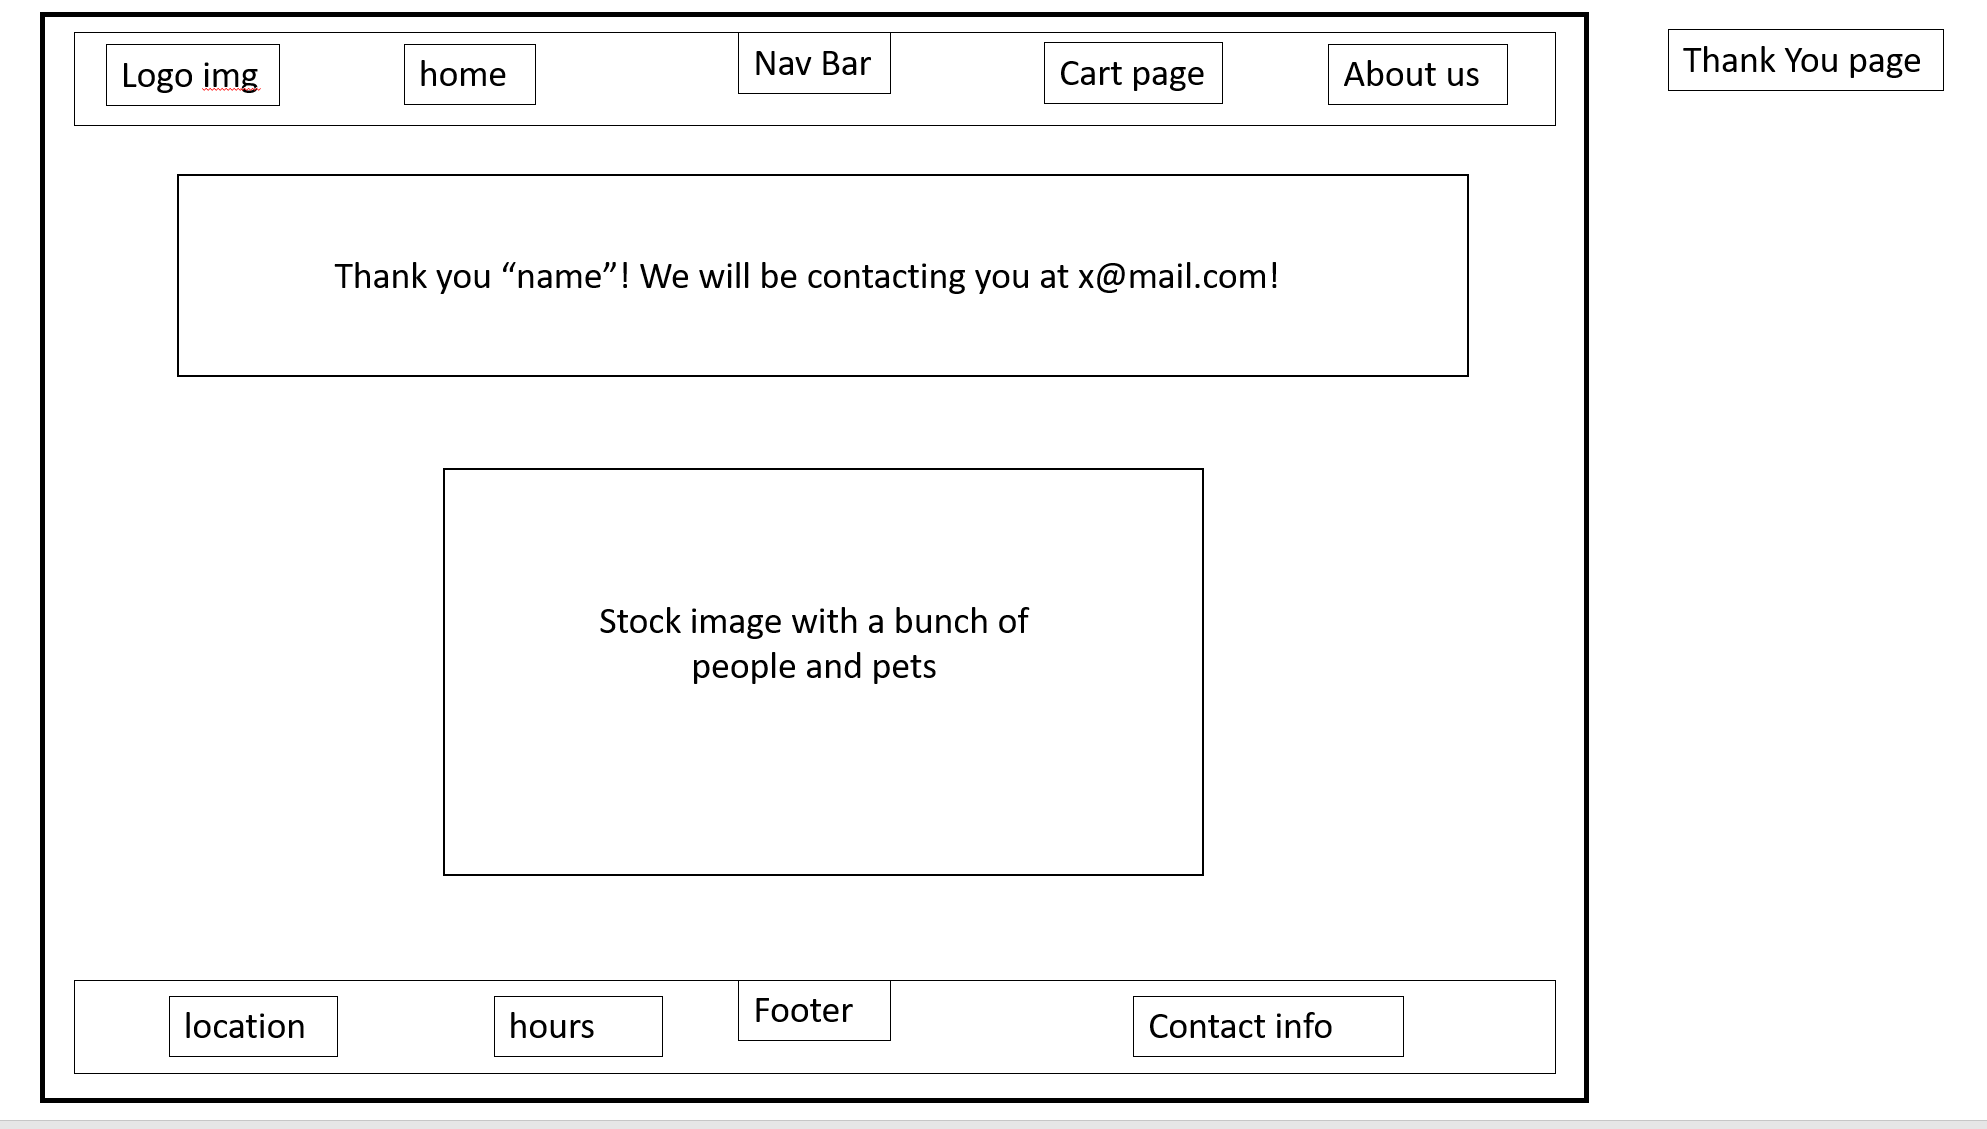 Logo img
home
Nav Bar
Cart page
About us
Thank You page
Thank you “name”! We will be contacting you at x@mail.com!
Stock image with a bunch of
people and pets
location
hours
Footer
Contact info